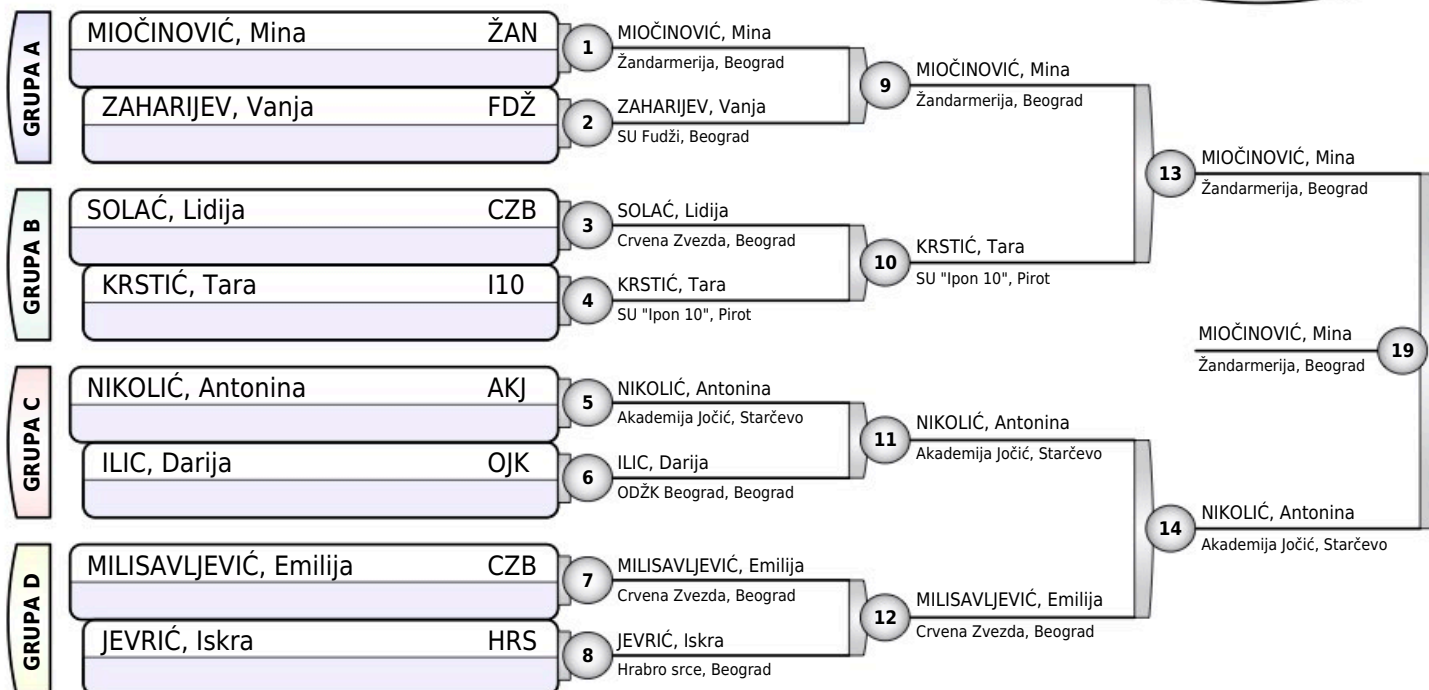 GRUPA A
MIOČINOVIĆ, Mina ŽAN
ZAHARIJEV, Vanja FDŽ
GRUPA B
SOLAĆ, Lidija CZB
KRSTIĆ, Tara I10
GRUPA C
NIKOLIĆ, Antonina AKJ
ILIC, Darija OJK
GRUPA D
MILISAVLJEVIĆ, Emilija CZB
JEVRIĆ, Iskra HRS
1
MIOČINOVIĆ, Mina
Žandarmerija, Beograd
2
ZAHARIJEV, Vanja
SU Fudži, Beograd
3
SOLAĆ, Lidija
Crvena Zvezda, Beograd
4
KRSTIĆ, Tara
SU "Ipon 10", Pirot
5
NIKOLIĆ, Antonina
Akademija Jočić, Starčevo
6
ILIC, Darija
ODŽK Beograd, Beograd
7
MILISAVLJEVIĆ, Emilija
Crvena Zvezda, Beograd
8
JEVRIĆ, Iskra
Hrabro srce, Beograd
9
MIOČINOVIĆ, Mina
Žandarmerija, Beograd
10
KRSTIĆ, Tara
SU "Ipon 10", Pirot
11
NIKOLIĆ, Antonina
Akademija Jočić, Starčevo
12
MILISAVLJEVIĆ, Emilija
Crvena Zvezda, Beograd
13
MIOČINOVIĆ, Mina
Žandarmerija, Beograd
14
NIKOLIĆ, Antonina
Akademija Jočić, Starčevo
MIOČINOVIĆ, Mina
Žandarmerija, Beograd
19